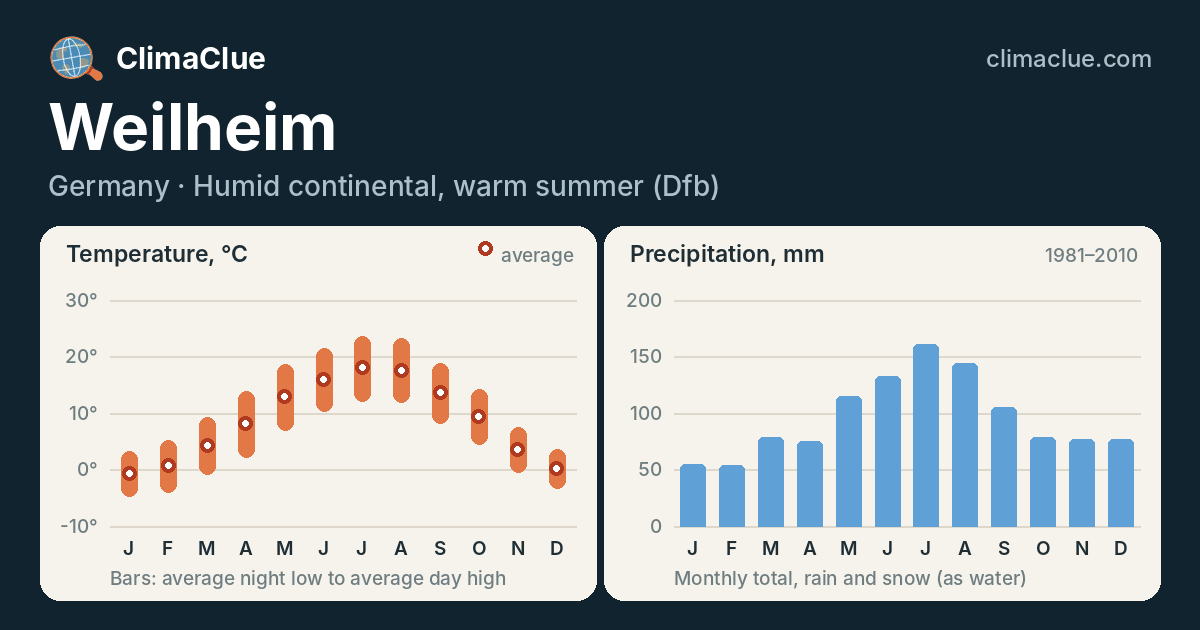 ClimaClue
climaclue.com
Weilheim
Germany · Humid continental, warm summer (Dfb)
Temperature, °C
average
30°
20°
10°
0°
-10°
J F M A M J J A S O N D
Bars: average night low to average day high
Precipitation, mm
1981–2010
200
150
100
50
0
J F M A M J J A S O N D
Monthly total, rain and snow (as water)